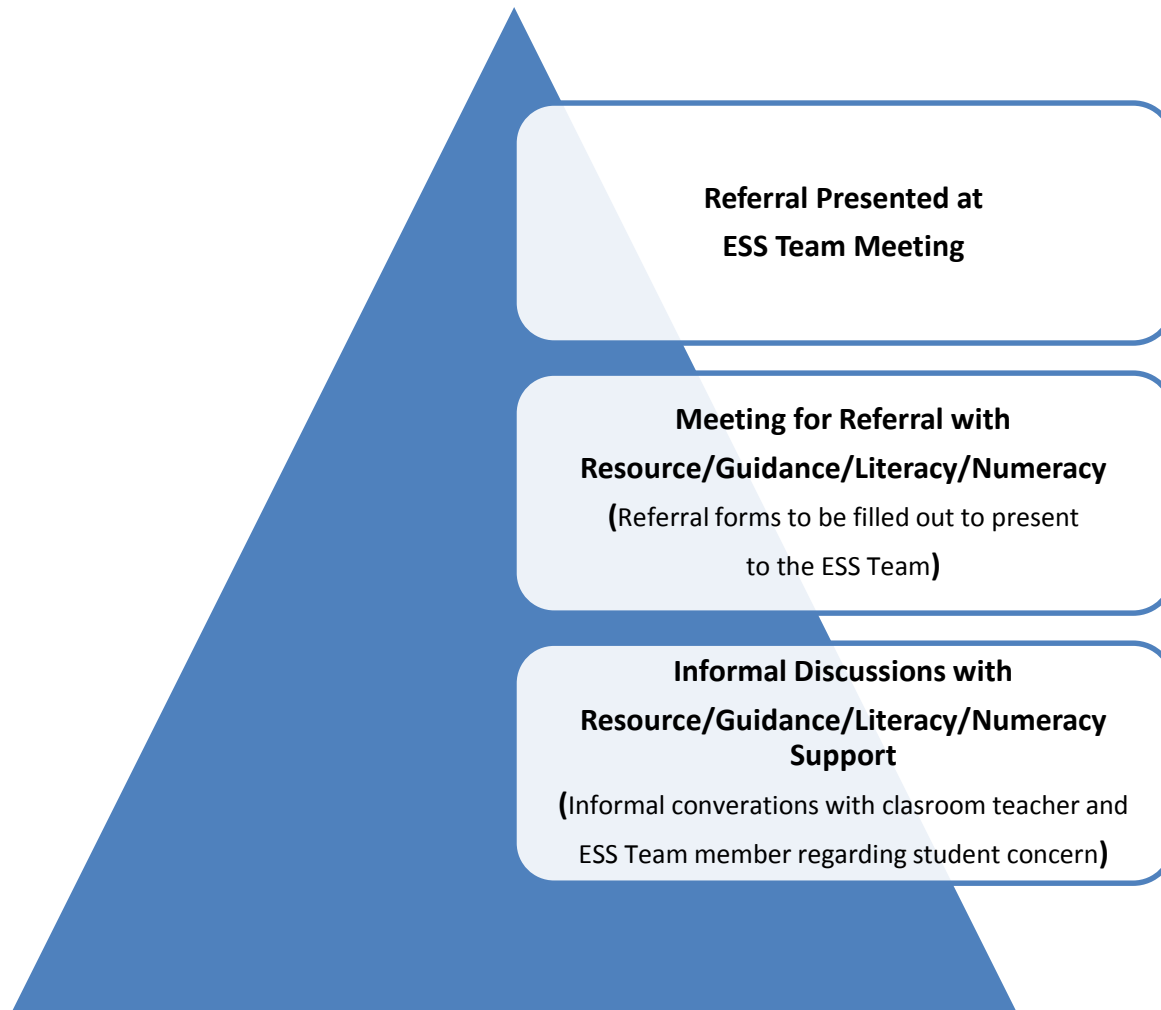 Referral Presented at
ESS Team Meeting
Meeting for Referral with
Resource/Guidance/Literacy/Numeracy
(Referral forms to be filled out to present
to the ESS Team)
Informal Discussions with
Resource/Guidance/Literacy/Numeracy
Support
(Informal converations with clasroom teacher and
ESS Team member regarding student concern)